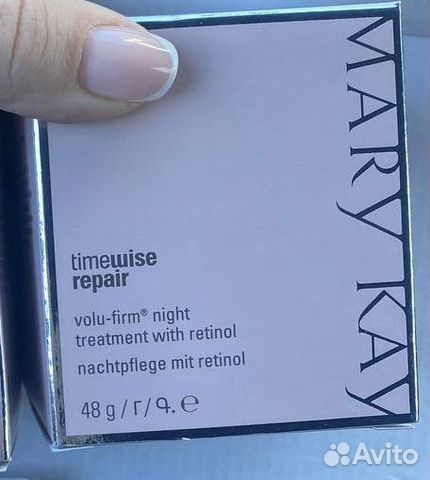 MARY KAY
timewise
repair
volu-firm® night
treatment with retinol
nachtpflege mit retinol
48 g / г / գ. ℮
Avito